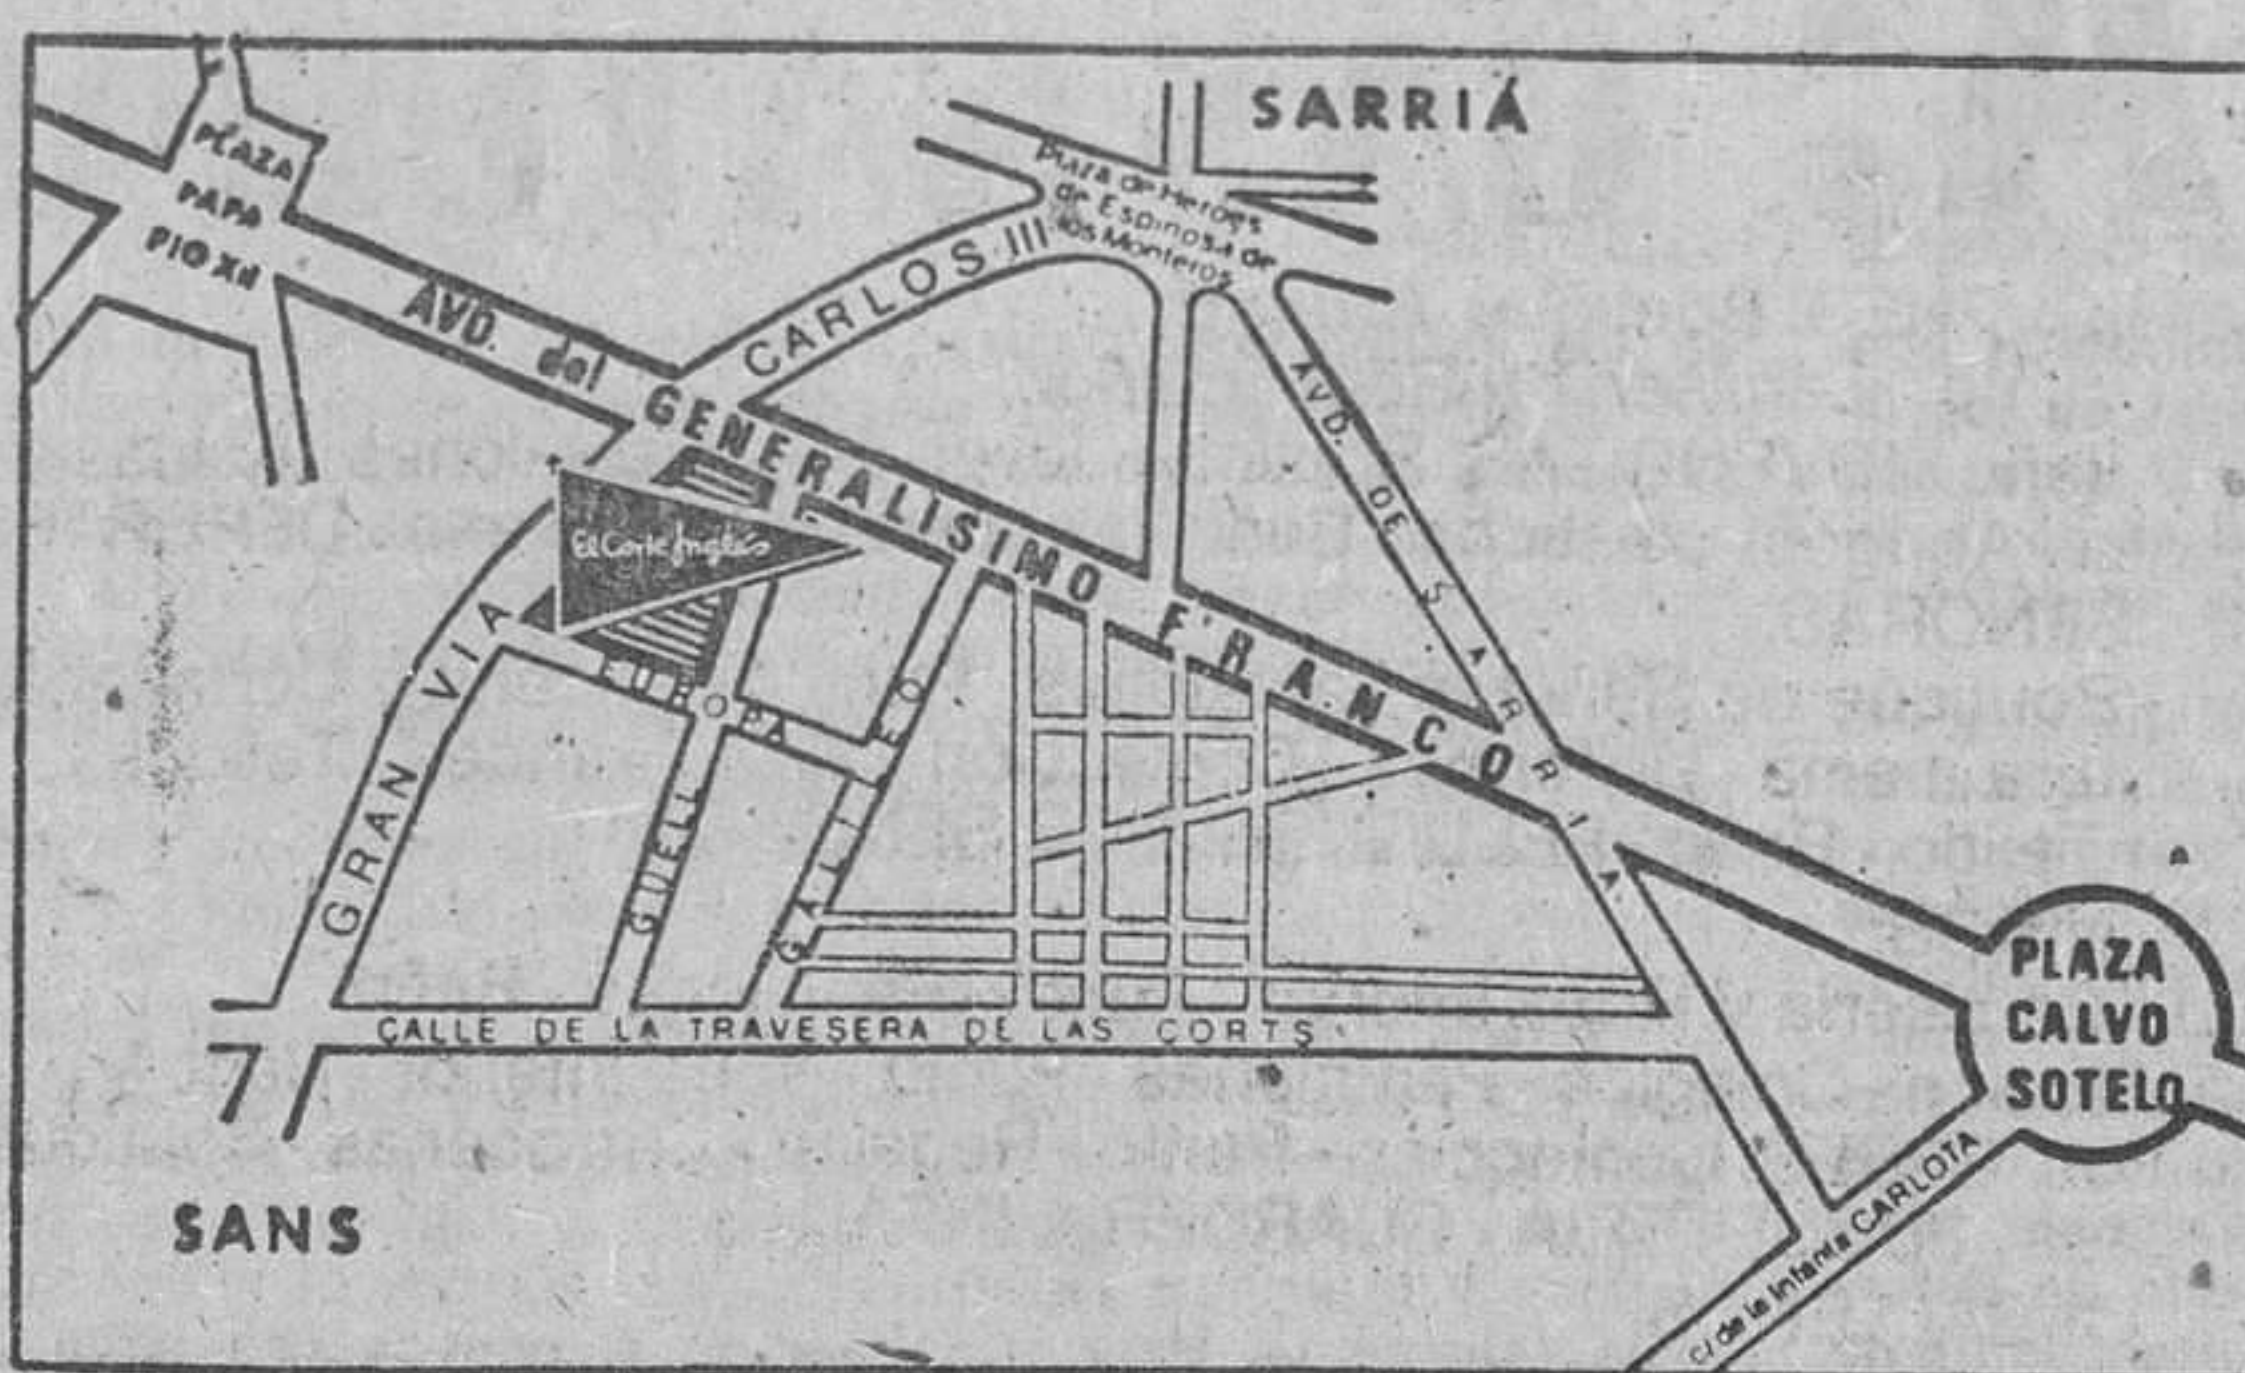 SARRIÁ
PLAZA
PAPA
PIO XII
Plaza de Heroes
de Espinosa de
los Monteros
AVD. del GENERALISIMO FRANCO
GRAN VIA CARLOS III
AVD. DE SARRIA
El Corte Inglés
EUROPA
GUELL
GALILEO
CALLE DE LA TRAVESERA DE LAS CORTS
PLAZA
CALVO
SOTELO
c/ de la Infanta CARLOTA
SANS